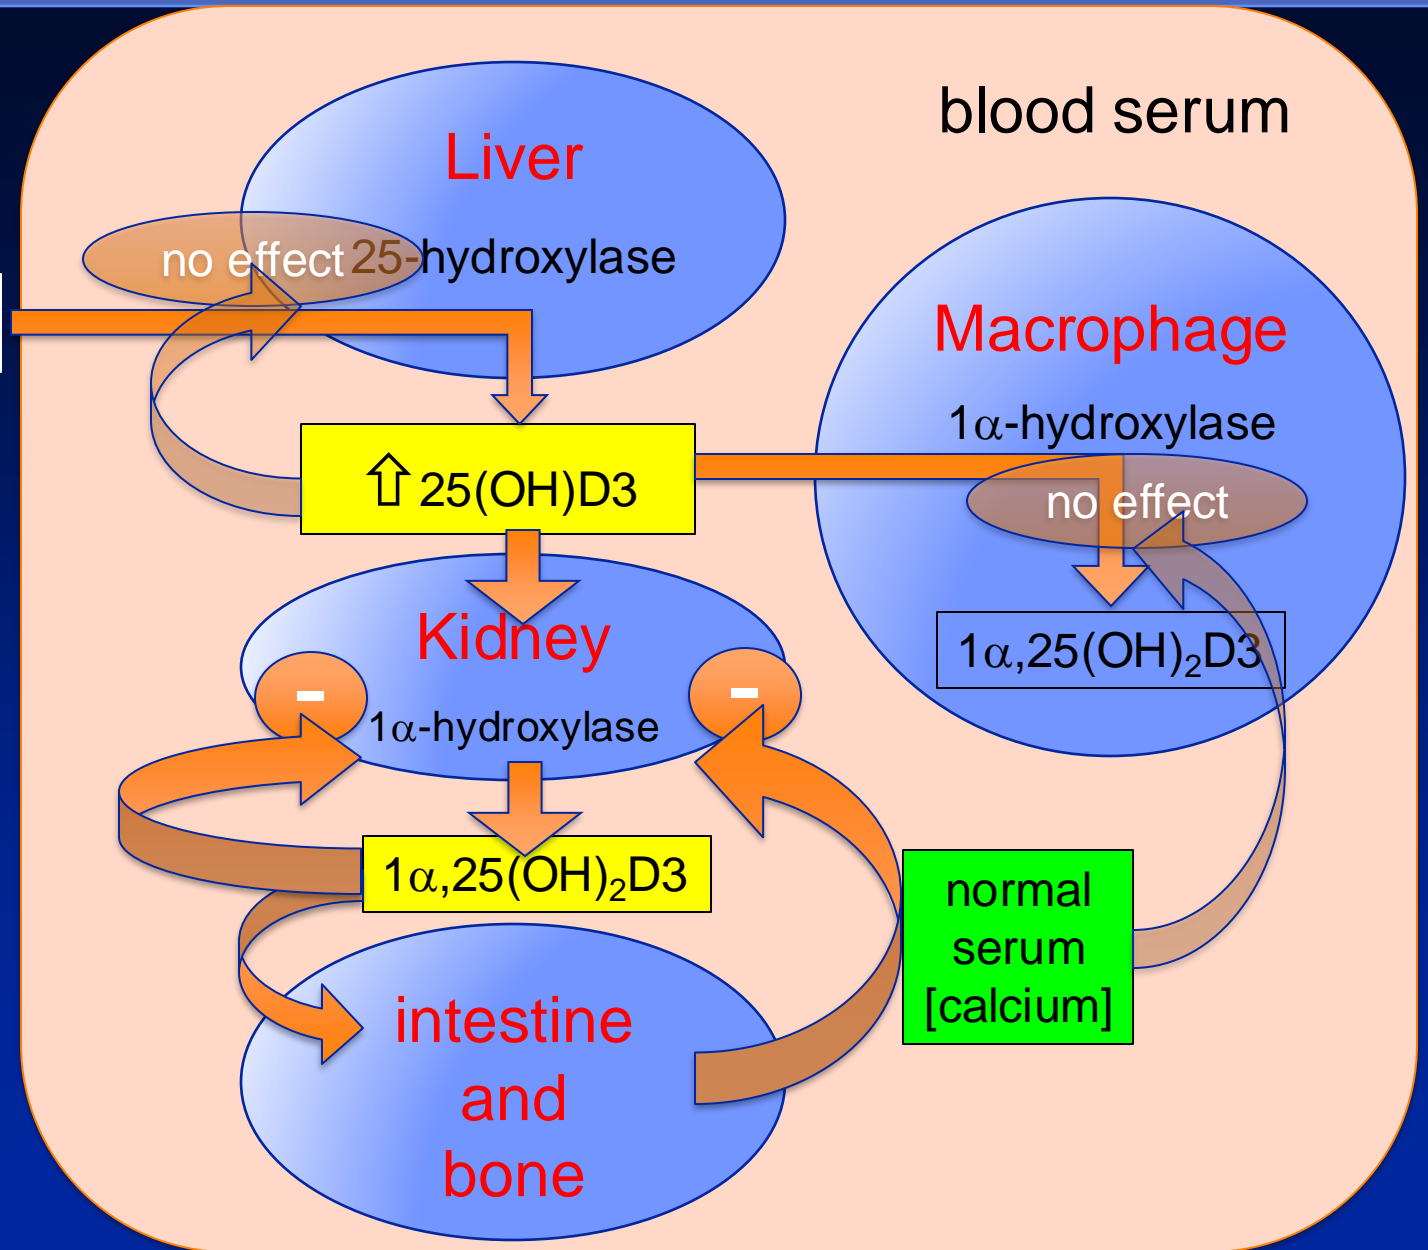 blood serum
Liver
no effect 25-hydroxylase
Macrophage
1α-hydroxylase
no effect
⇧ 25(OH)D3
Kidney
1α,25(OH)₂D3
-
-
1α-hydroxylase
1α,25(OH)₂D3
normal
serum
[calcium]
intestine
and
bone